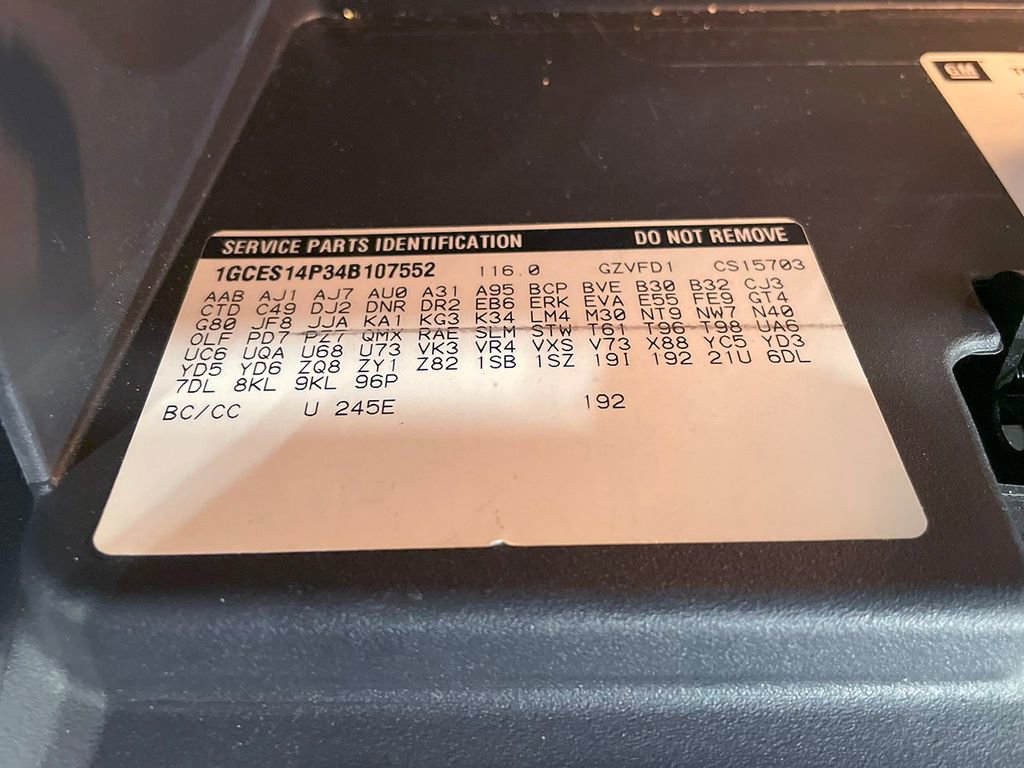 GM
SERVICE PARTS IDENTIFICATION DO NOT REMOVE
1GCES14P34B107552 116.0 GZVFD1 CS15703
AAB AJ1 AJ7 AU0 A31 A95 BCP BVE B30 B32 CJ3
CTD C49 DJ2 DNR DR2 EB6 ERK EVA E55 FE9 GT4
G80 JF8 JJA KA1 KG3 K34 LM4 M30 NT9 NW7 N40
OLF PD7 PZ7 QMX RAE SLM STW T61 T96 T98 UA6
UC6 UQA U68 U73 VK3 VR4 VXS V73 X88 YC5 YD3
YD5 YD6 ZQ8 ZY1 Z82 1SB 1SZ 19I 192 21U 6DL
7DL 8KL 9KL 96P
BC/CC U 245E 192